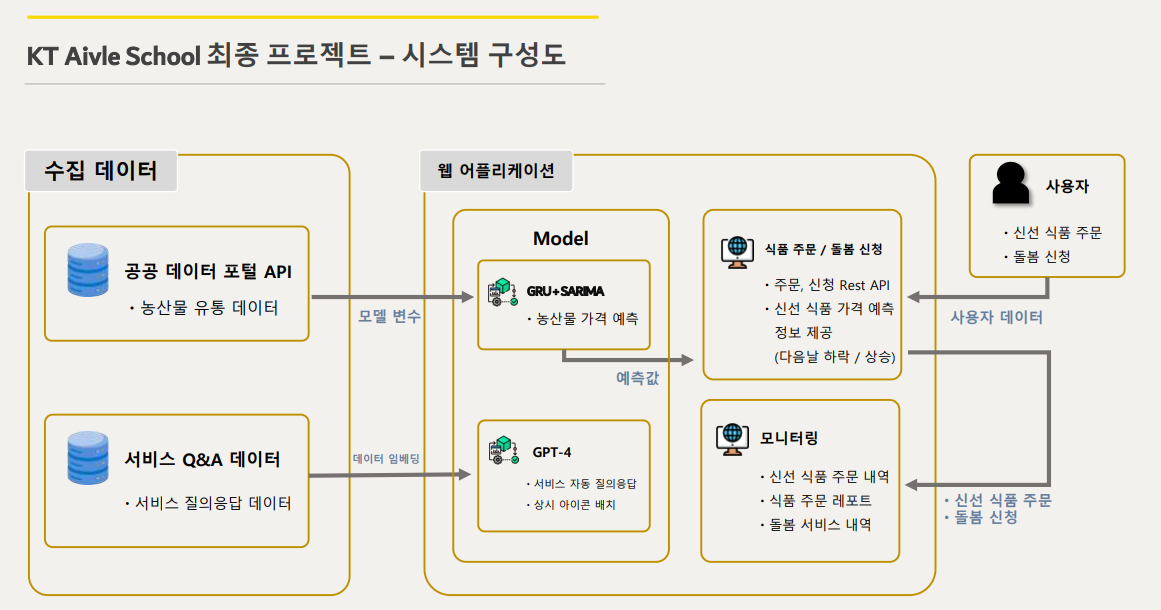 KT Aivle School 최종 프로젝트 – 시스템 구성도
수집 데이터
공공 데이터 포털 API
· 농산물 유통 데이터
서비스 Q&A 데이터
· 서비스 질의응답 데이터
모델 변수
데이터 임베딩
웹 어플리케이션
Model
GRU+SARIMA
· 농산물 가격 예측
예측값
GPT-4
· 서비스 자동 질의응답
· 상시 아이콘 배치
식품 주문 / 돌봄 신청
· 주문, 신청 Rest API
· 신선 식품 가격 예측
정보 제공
(다음날 하락 / 상승)
모니터링
· 신선 식품 주문 내역
· 식품 주문 레포트
· 돌봄 서비스 내역
사용자
· 신선 식품 주문
· 돌봄 신청
사용자 데이터
· 신선 식품 주문
· 돌봄 신청